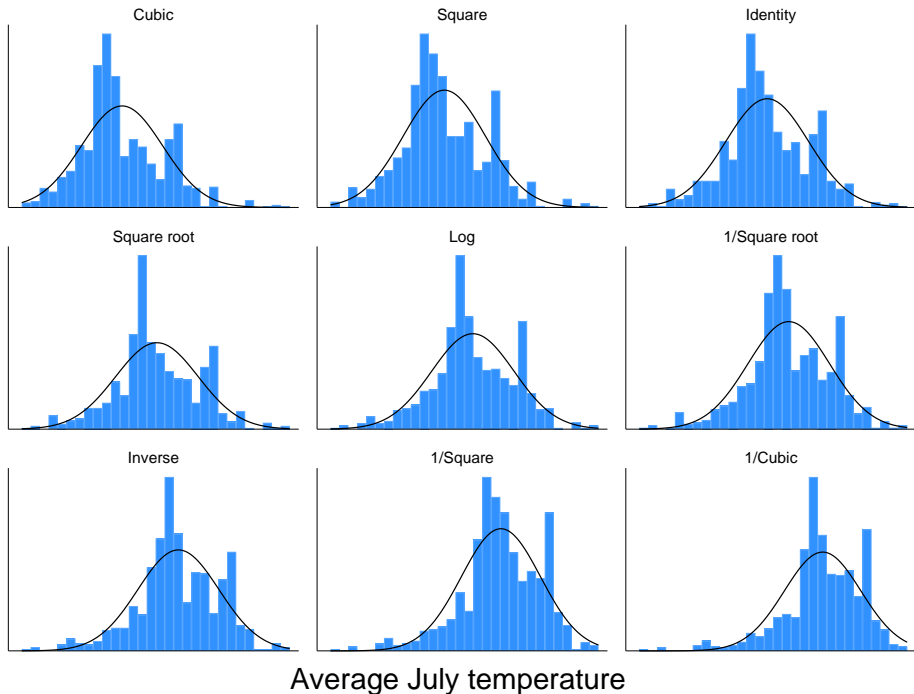 Cubic
Square
Identity
Square root
Log
1/Square root
Inverse
1/Square
1/Cubic
Average July temperature